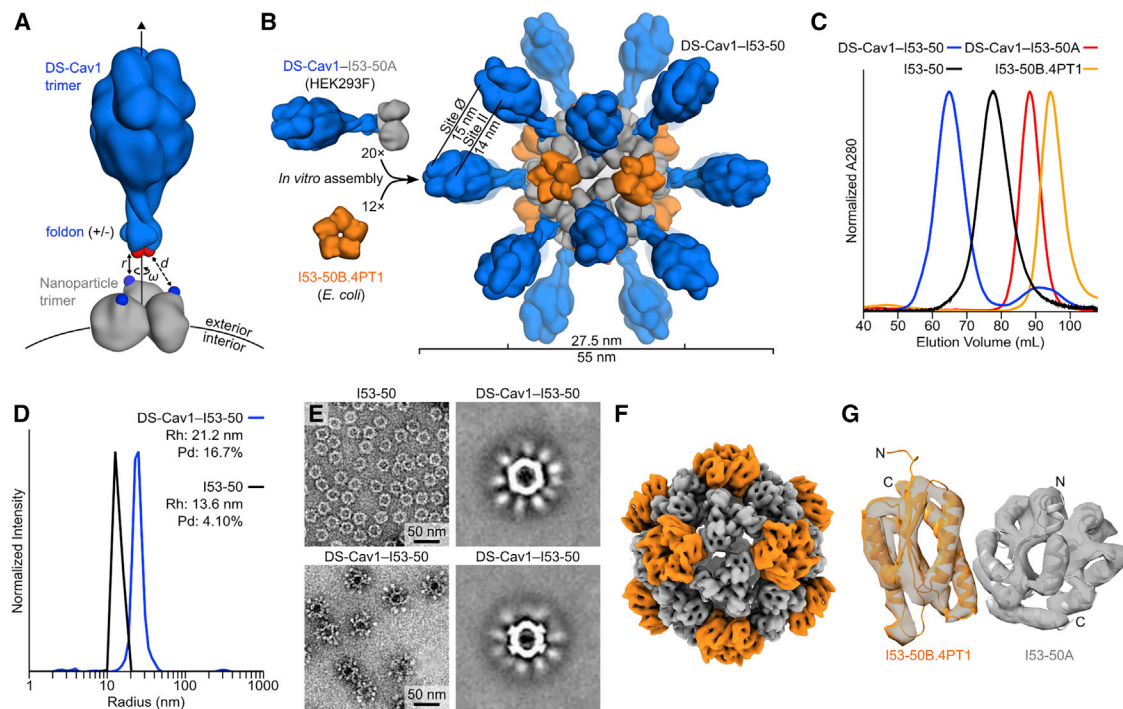 A
DS-Cav1
trimer
foldon (+/-)
r
ω
d
Nanoparticle
trimer
exterior
interior
B
DS-Cav1–I53-50A
(HEK293F)
20×
In vitro assembly
12×
I53-50B.4PT1
(E. coli)
Site Ø
15 nm
Site II
14 nm
DS-Cav1–I53-50
27.5 nm
55 nm
C
DS-Cav1–I53-50
DS-Cav1–I53-50A
I53-50
I53-50B.4PT1
Normalized A280
40 50 60 70 80 90 100
Elution Volume (mL)
D
DS-Cav1–I53-50
Rh: 21.2 nm
Pd: 16.7%
I53-50
Rh: 13.6 nm
Pd: 4.10%
Normalized Intensity
1 10 100 1000
Radius (nm)
E
I53-50
DS-Cav1–I53-50
50 nm
DS-Cav1–I53-50
DS-Cav1–I53-50
50 nm
F
G
N
C
N
C
I53-50B.4PT1
I53-50A